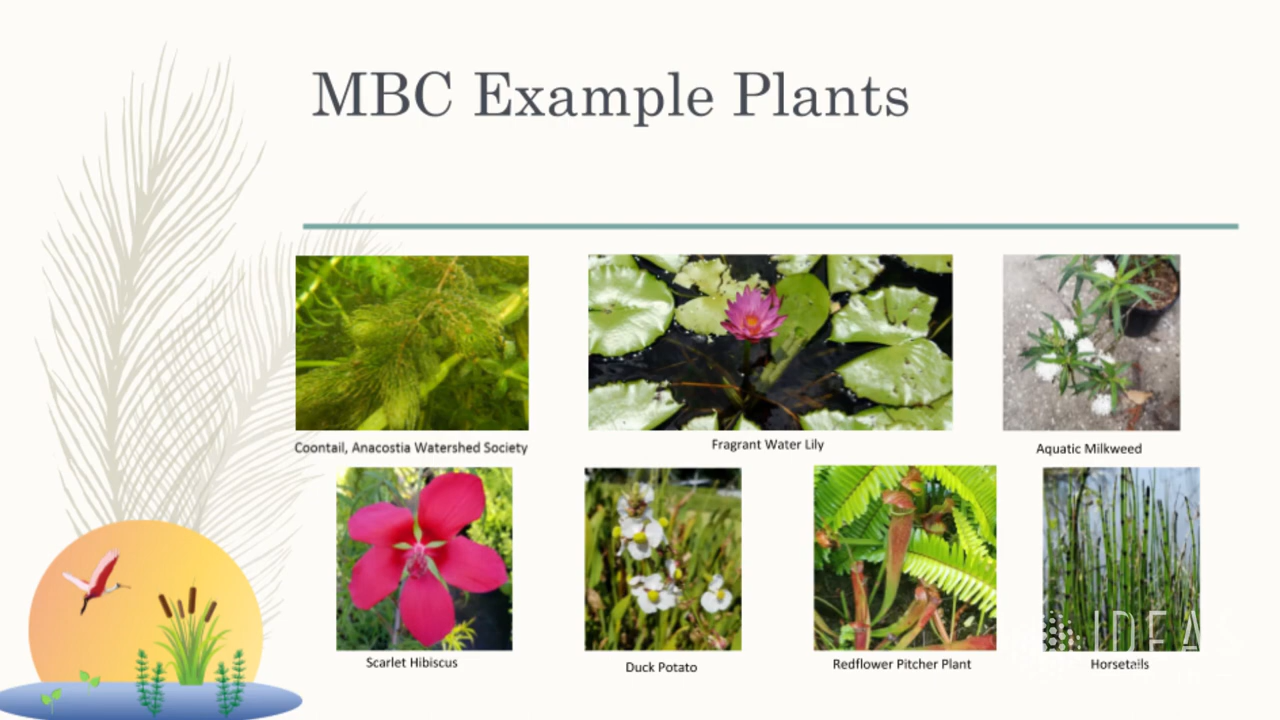 MBC Example Plants
Coontail, Anacostia Watershed Society
Fragrant Water Lily
Aquatic Milkweed
Scarlet Hibiscus
Duck Potato
Redflower Pitcher Plant
Horsetails
IDEAS